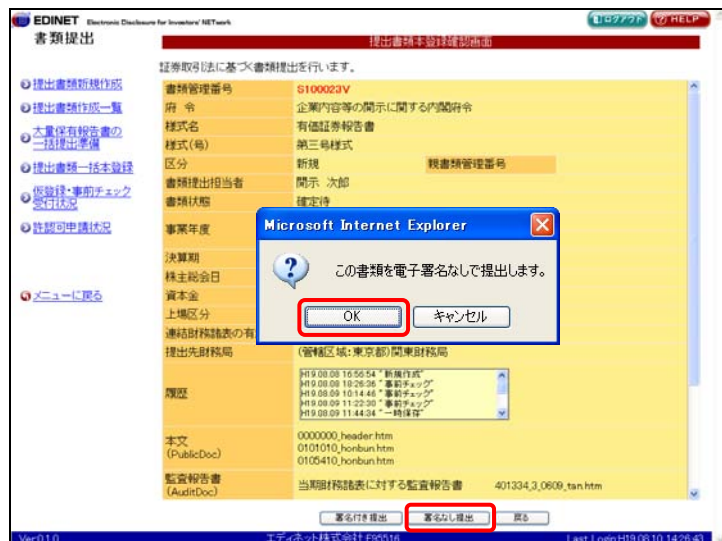 EDINET Electronic Disclosure for Investors' NETwork
ログアウト HELP
書類提出
提出書類本登録確認画面
証券取引法に基づく書類提出を行います。
提出書類新規作成
提出書類作成一覧
大量保有報告書の
一括提出準備
提出書類一括本登録
仮登録・事前チェック
受付状況
許認可申請状況
メニューに戻る
書類管理番号 S100023V
府 令 企業内容等の開示に関する内閣府令
様式名 有価証券報告書
様式(号) 第三号様式
区分 新規 親書類管理番号
書類提出担当者 開示 次郎
書類状態 確定待
事業年度
決算期
株主総会日
資本金
上場区分
連結財務諸表の有
提出先財務局 (管轄区域:東京都)関東財務局
Microsoft Internet Explorer
この書類を電子署名なしで提出します。
OK キャンセル
履歴
H19.08.08 16:56:54 "新規作成"
H19.08.08 18:26:36 "事前チェック"
H19.08.09 10:14:46 "事前チェック"
H19.08.09 11:22:30 "事前チェック"
H19.08.09 11:44:34 "一時保存"
本文
(PublicDoc)
0000000_header.htm
0101010_honbun.htm
0105410_honbun.htm
監査報告書
(AuditDoc)
当期財務諸表に対する監査報告書 401334_3_0609_tan.htm
署名付き提出 署名なし提出 戻る
Ver.0.1.0 エディネット株式会社 E95516 Last Login:H19.08.10 14:26:43